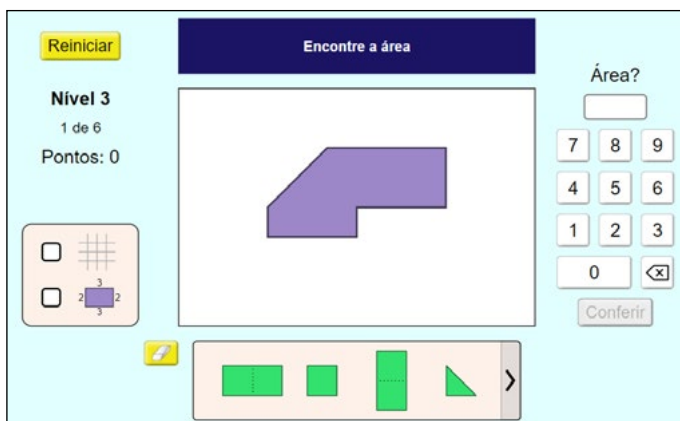 Reiniciar
Encontre a área
Nível 3
1 de 6
Pontos: 0
3
2 2
3
Área?
7 8 9
4 5 6
1 2 3
0
Conferir